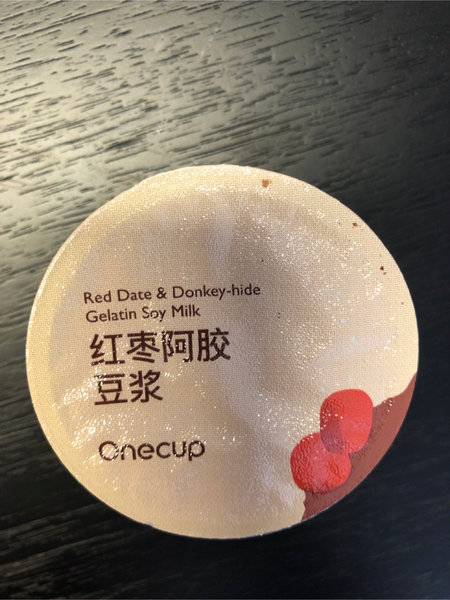 Red Date & Donkey-hide
Gelatin Soy Milk
红枣阿胶
豆浆
Onecup